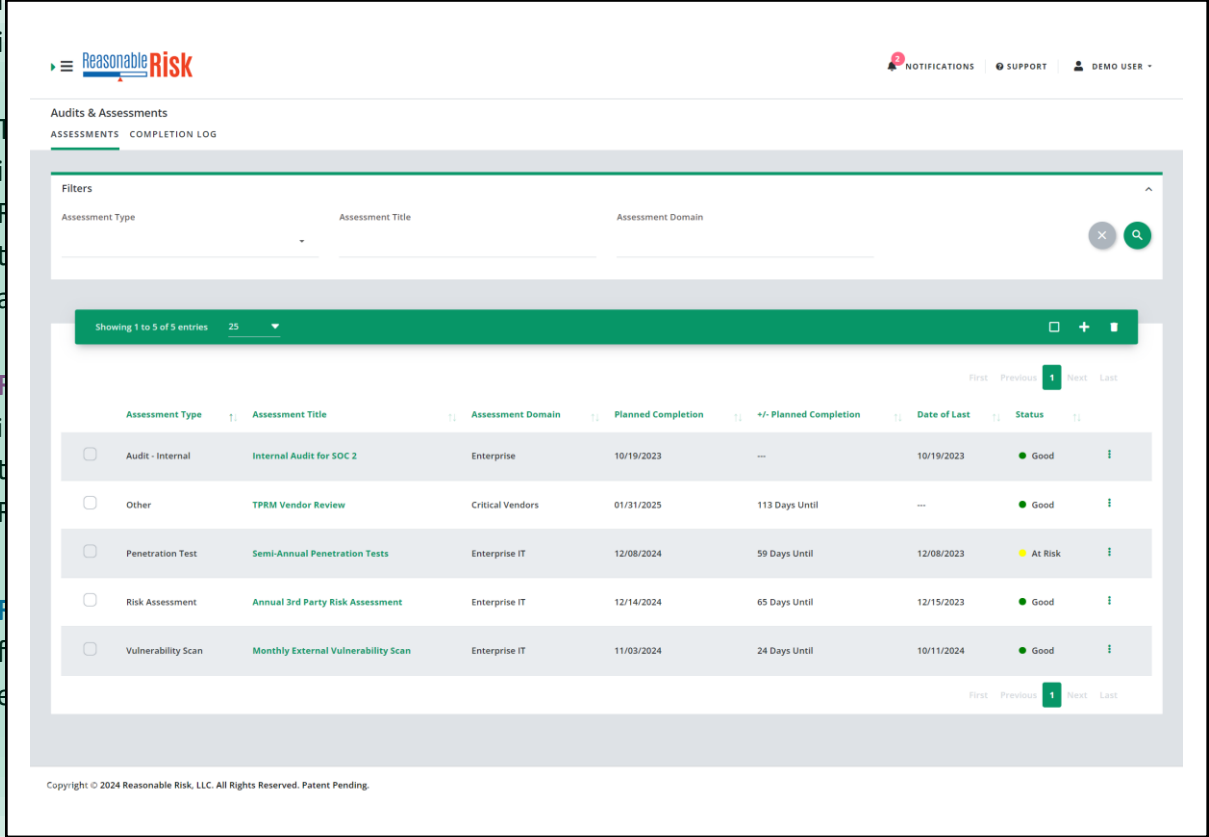 Reasonable Risk
2 NOTIFICATIONS SUPPORT DEMO USER
Audits & Assessments
ASSESSMENTS COMPLETION LOG
Filters
Assessment Type Assessment Title Assessment Domain
Showing 1 to 5 of 5 entries 25
First Previous 1 Next Last
Assessment Type Assessment Title Assessment Domain Planned Completion +/- Planned Completion Date of Last Status
Audit - Internal Internal Audit for SOC 2 Enterprise 10/19/2023 --- 10/19/2023 Good
Other TPRM Vendor Review Critical Vendors 01/31/2025 113 Days Until --- Good
Penetration Test Semi-Annual Penetration Tests Enterprise IT 12/08/2024 59 Days Until 12/08/2023 At Risk
Risk Assessment Annual 3rd Party Risk Assessment Enterprise IT 12/14/2024 65 Days Until 12/15/2023 Good
Vulnerability Scan Monthly External Vulnerability Scan Enterprise IT 11/03/2024 24 Days Until 10/11/2024 Good
First Previous 1 Next Last
Copyright © 2024 Reasonable Risk, LLC. All Rights Reserved. Patent Pending.